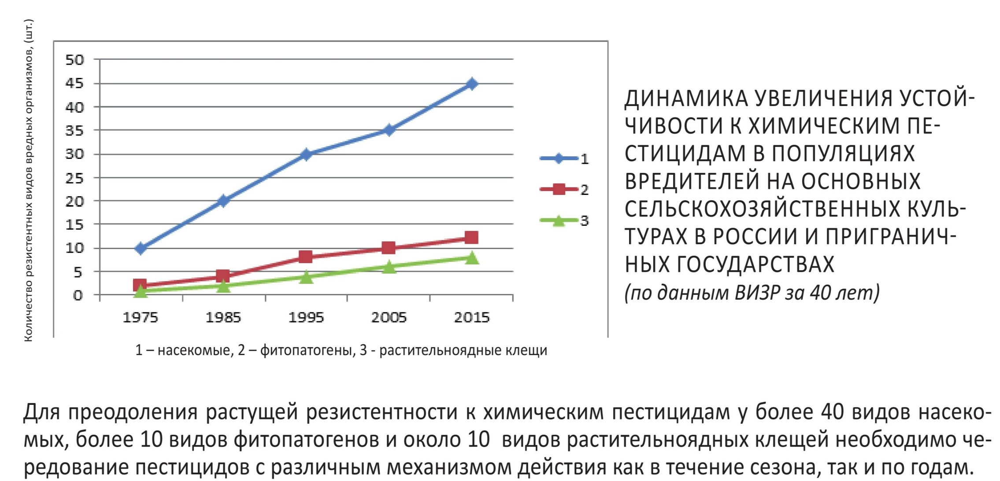 Количество резистентных видов вредных организмов, (шт.)
50
45
40
35
30
25
20
15
10
5
0
1975 1985 1995 2005 2015
1
2
3
1 – насекомые, 2 – фитопатогены, 3 - растительноядные клещи
ДИНАМИКА УВЕЛИЧЕНИЯ УСТОЙ-
ЧИВОСТИ К ХИМИЧЕСКИМ ПЕ-
СТИЦИДАМ В ПОПУЛЯЦИЯХ
ВРЕДИТЕЛЕЙ НА ОСНОВНЫХ
СЕЛЬСКОХОЗЯЙСТВЕННЫХ КУЛЬ-
ТУРАХ В РОССИИ И ПРИГРАНИЧ-
НЫХ ГОСУДАРСТВАХ
(по данным ВИЗР за 40 лет)
Для преодоления растущей резистентности к химическим пестицидам у более 40 видов насеко-
мых, более 10 видов фитопатогенов и около 10 видов растительноядных клещей необходимо че-
редование пестицидов с различным механизмом действия как в течение сезона, так и по годам.